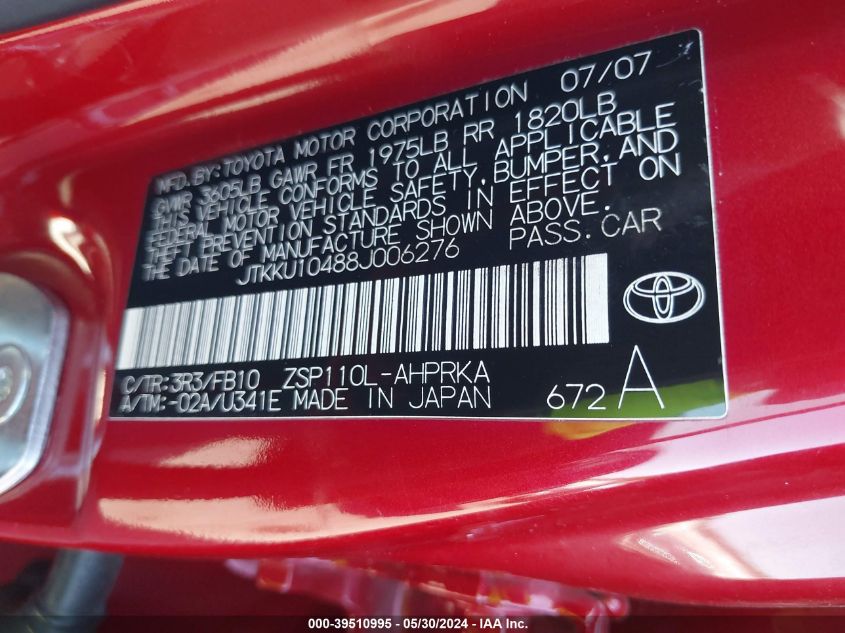 MFD. BY: TOYOTA MOTOR CORPORATION 07/07
GVWR 3605LB GAWR FR 1975LB RR 1820LB
THIS VEHICLE CONFORMS TO ALL APPLICABLE
FEDERAL MOTOR VEHICLE SAFETY, BUMPER, AND
THEFT PREVENTION STANDARDS IN EFFECT ON
THE DATE OF MANUFACTURE SHOWN ABOVE.
JTKKU10488J006276 PASS. CAR
C/TR: 3R3/FB10 ZSP110L-AHPRKA
A/TM: -02A/U341E MADE IN JAPAN 672 A
000-39510995 - 05/30/2024 - IAA Inc.